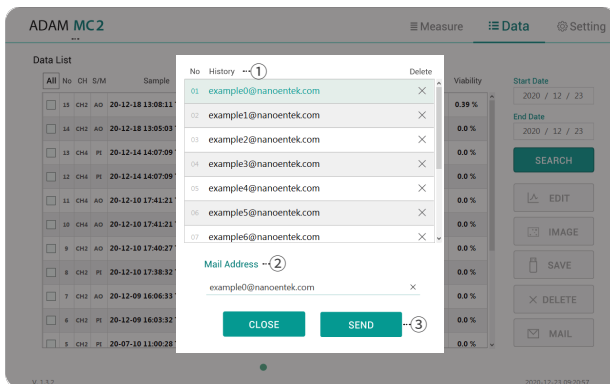 ADAM MC2
Measure Data Setting
Data List
All No CH S/M Sample Viability
15 CH2 AO 20-12-18 13:08:11 0.39 %
14 CH2 AO 20-12-18 13:05:03 0.0 %
13 CH4 PI 20-12-14 14:07:09 0.0 %
12 CH4 PI 20-12-14 14:07:09 0.0 %
11 CH4 AO 20-12-10 17:41:21 0.0 %
10 CH4 AO 20-12-10 17:41:21 0.0 %
9 CH2 AO 20-12-10 17:40:27 0.0 %
8 CH2 PI 20-12-10 17:38:32 0.0 %
7 CH2 AO 20-12-09 16:06:33 0.0 %
6 CH2 PI 20-12-09 16:03:32 0.0 %
5 CH2 PI 20-07-10 11:00:28 0.0 %
No History 1 Delete
01 example0@nanoentek.com
02 example1@nanoentek.com
03 example2@nanoentek.com
04 example3@nanoentek.com
05 example4@nanoentek.com
06 example5@nanoentek.com
07 example6@nanoentek.com
Mail Address 2
example0@nanoentek.com
CLOSE SEND 3
Start Date
2020 / 12 / 23
End Date
2020 / 12 / 23
SEARCH
EDIT
IMAGE
SAVE
DELETE
MAIL
V. 1.3.2 2020-12-23 09:20:57